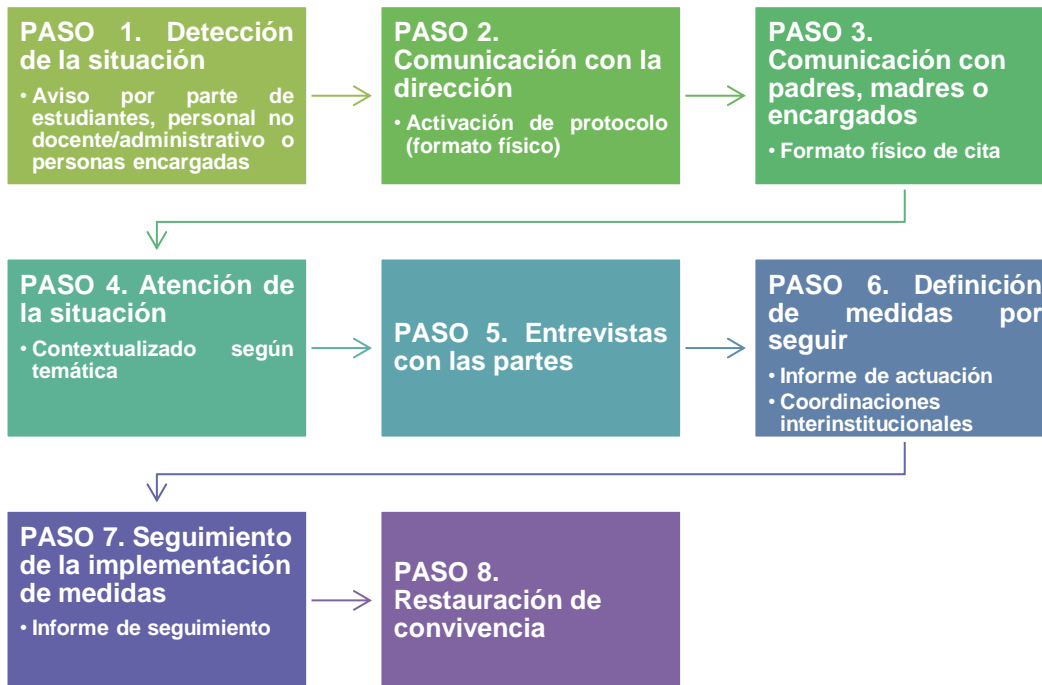 PASO 1. Detección
de la situación
• Aviso por parte de
estudiantes, personal no
docente/administrativo o
personas encargadas
PASO 2.
Comunicación con la
dirección
• Activación de protocolo
(formato físico)
PASO 3.
Comunicación con
padres, madres o
encargados
• Formato físico de cita
PASO 4. Atención de
la situación
• Contextualizado según
temática
PASO 5. Entrevistas
con las partes
PASO 6. Definición
de medidas por
seguir
• Informe de actuación
• Coordinaciones
interinstitucionales
PASO 7. Seguimiento
de la implementación
de medidas
• Informe de seguimiento
PASO 8.
Restauración de
convivencia